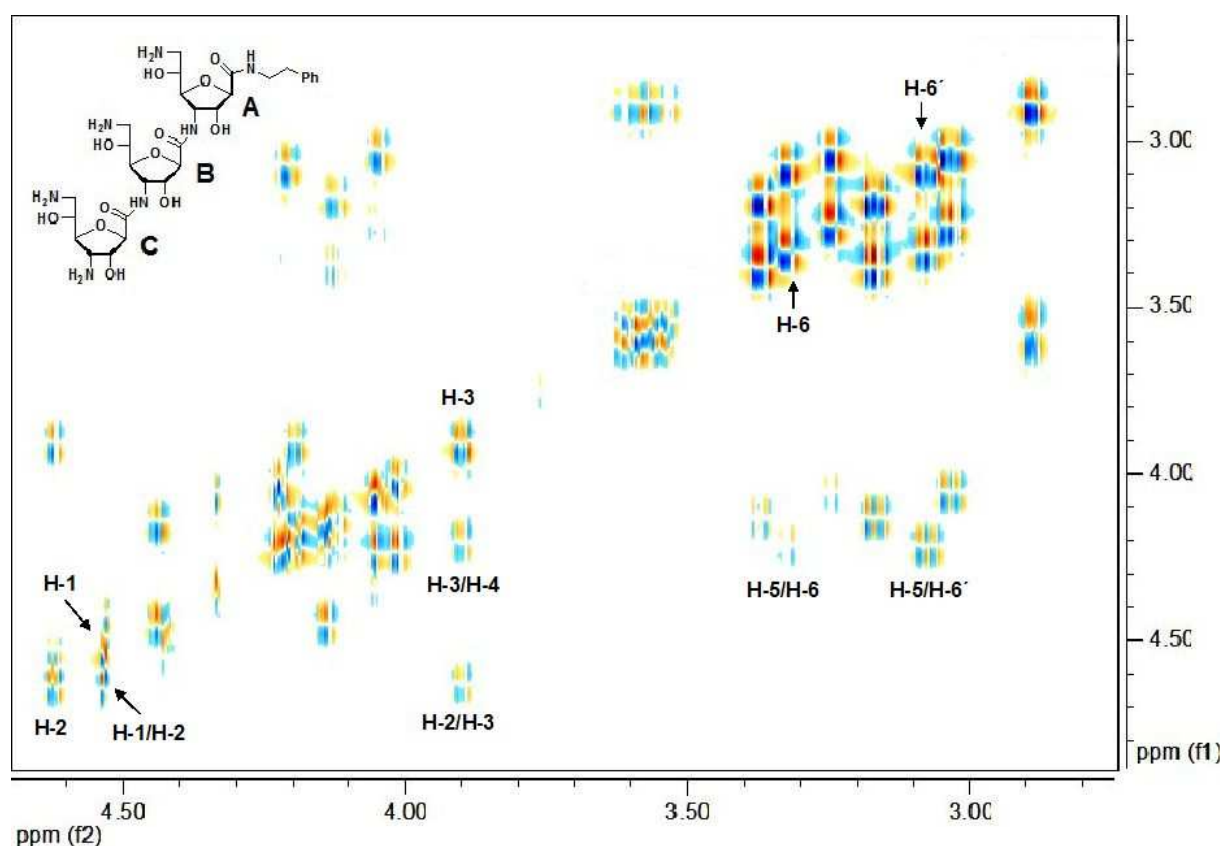 H₂N
HO
O
O
H
N
Ph
A
HN
OH
O
H₂N
HO
O
B
HN
OH
O
H₂N
HO
O
C
H₂N
OH
H-6´
H-6
H-3
H-3/H-4
H-5/H-6
H-5/H-6´
H-1
H-2
H-1/H-2
H-2/H-3
3.00
3.50
4.00
4.50
ppm (f1)
4.50
4.00
3.50
3.00
ppm (f2)